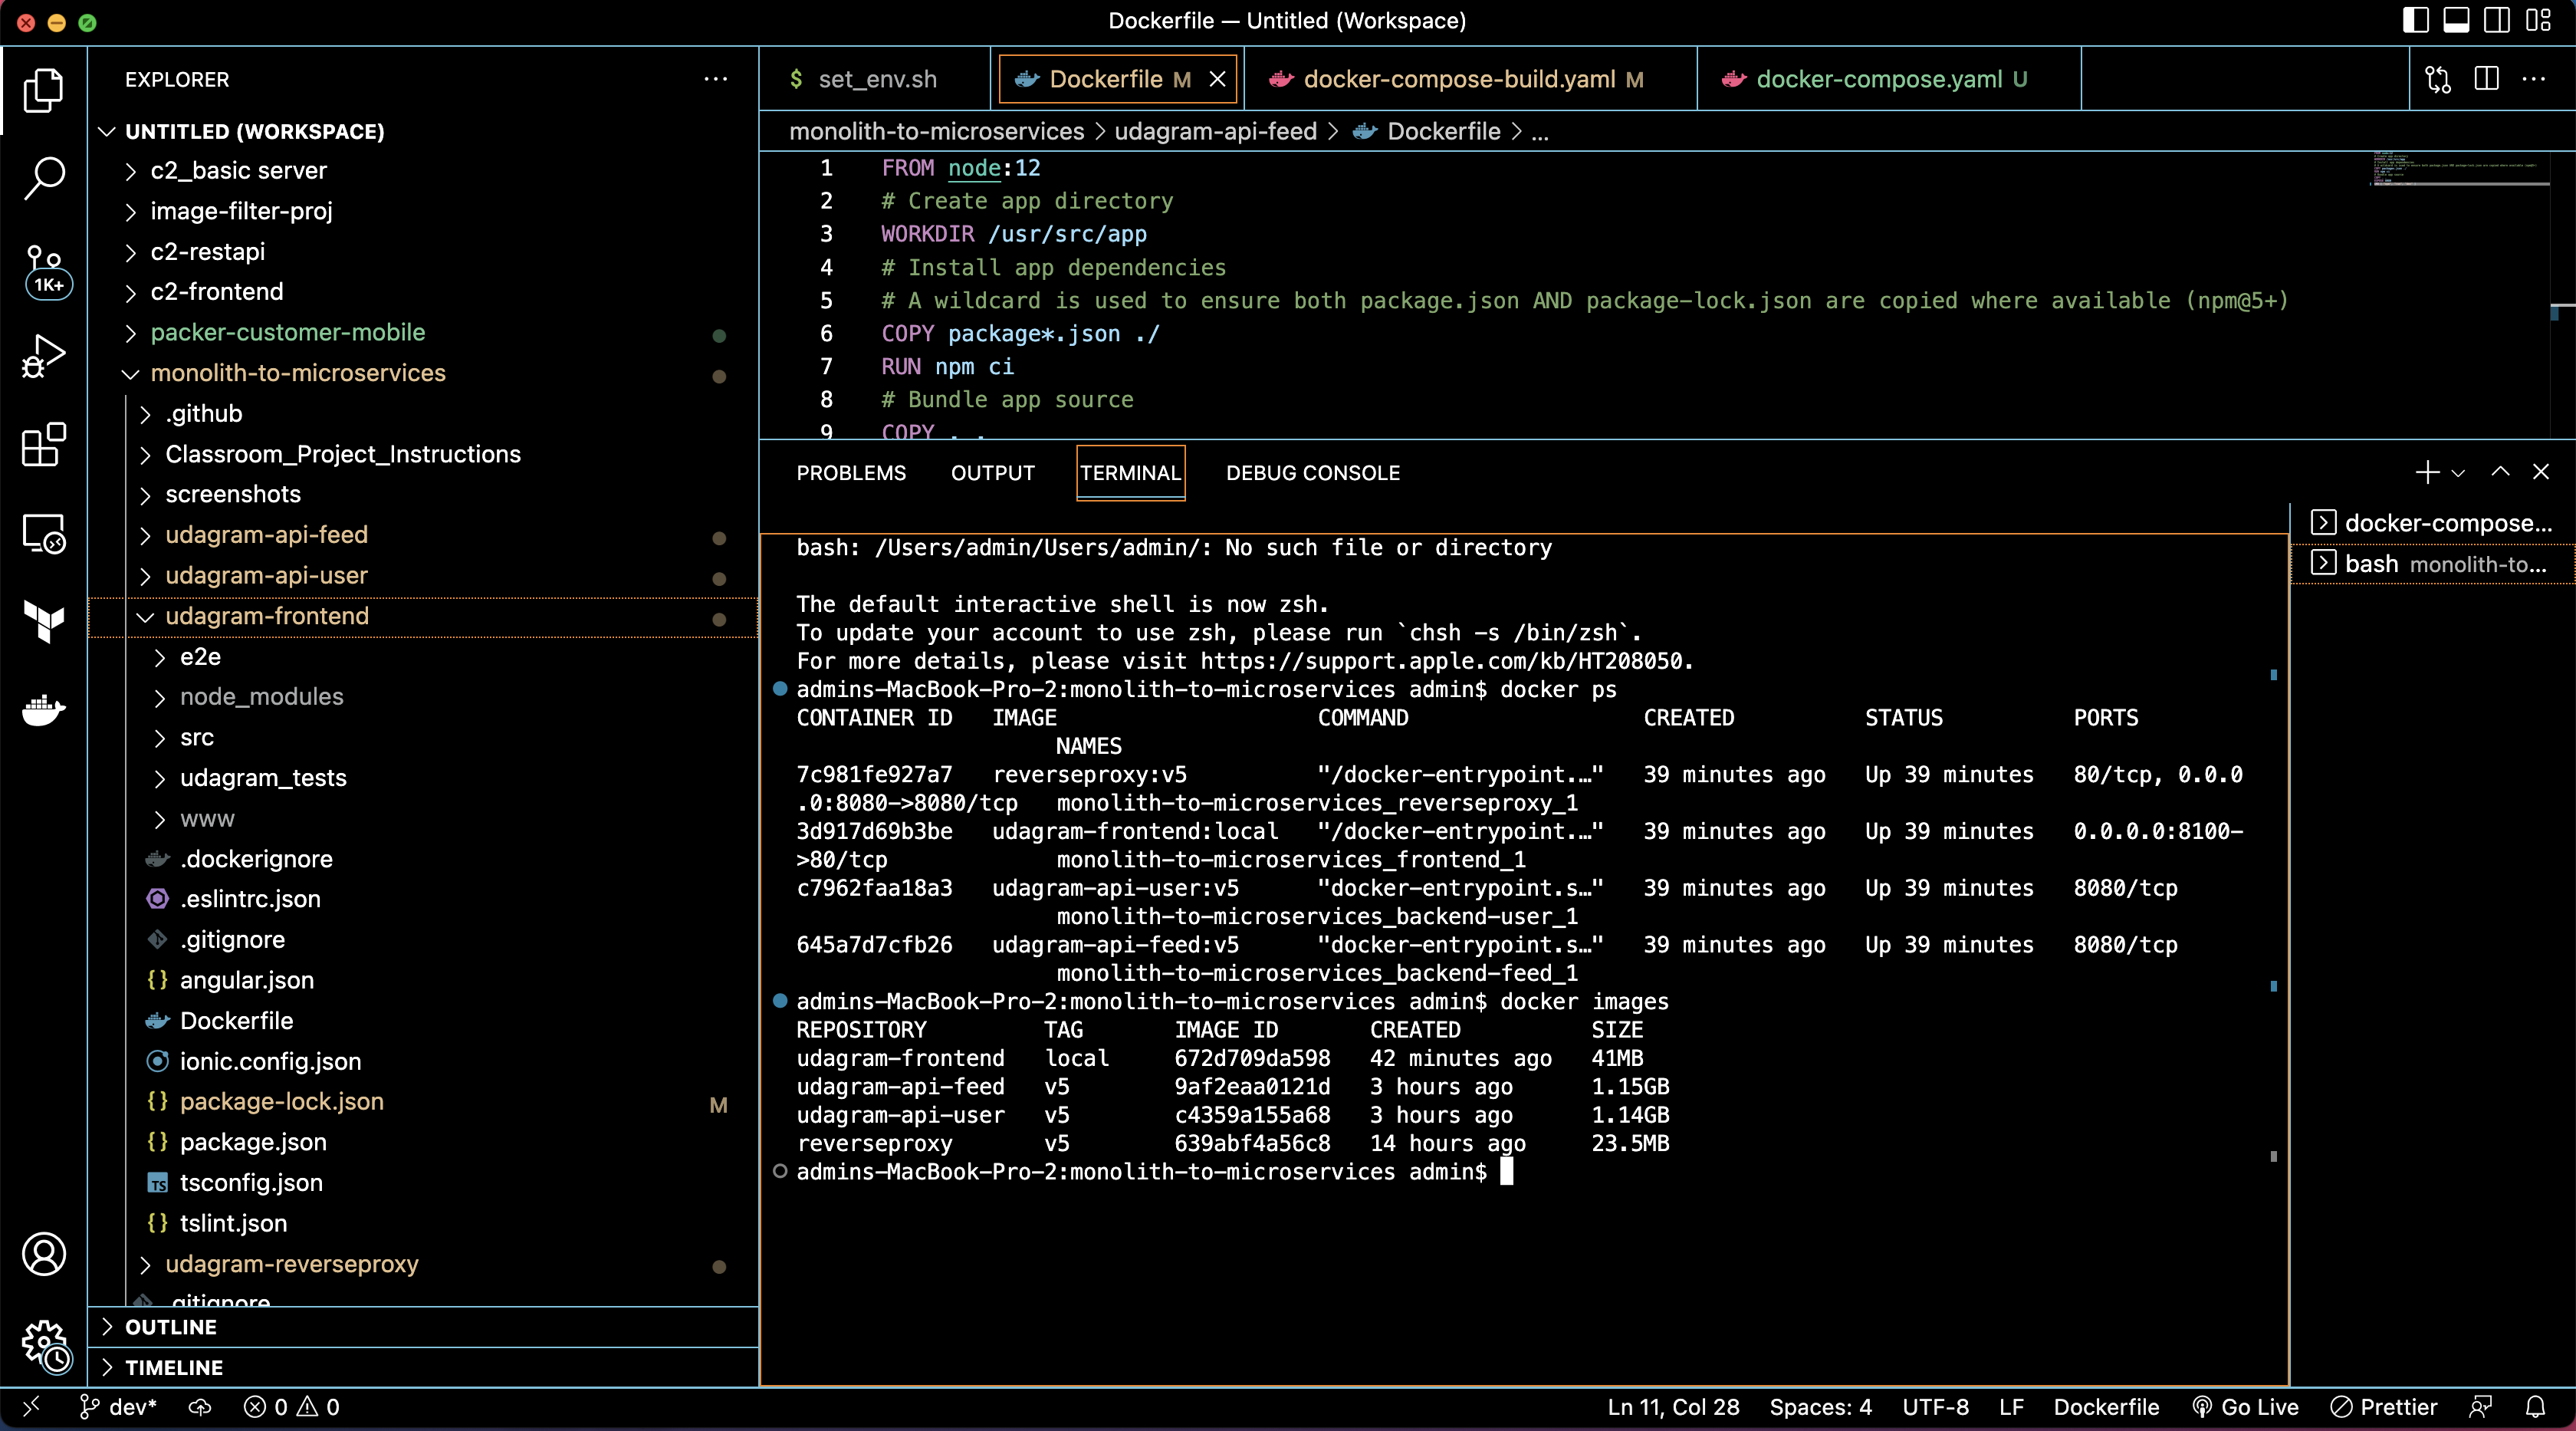 Dockerfile — Untitled (Workspace)
EXPLORER
UNTITLED (WORKSPACE)
c2_basic server
image-filter-proj
c2-restapi
c2-frontend
packer-customer-mobile
monolith-to-microservices
.github
Classroom_Project_Instructions
screenshots
udagram-api-feed
udagram-api-user
udagram-frontend
e2e
node_modules
src
udagram_tests
www
.dockerignore
.eslintrc.json
.gitignore
angular.json
Dockerfile
ionic.config.json
package-lock.json M
package.json
tsconfig.json
tslint.json
udagram-reverseproxy
.gitignore
OUTLINE
TIMELINE
1K+
$ set_env.sh
Dockerfile M
docker-compose-build.yaml M
docker-compose.yaml U
monolith-to-microservices > udagram-api-feed > Dockerfile > ...
1 FROM node:12
2 # Create app directory
3 WORKDIR /usr/src/app
4 # Install app dependencies
5 # A wildcard is used to ensure both package.json AND package-lock.json are copied where available (npm@5+)
6 COPY package*.json ./
7 RUN npm ci
8 # Bundle app source
9 COPY . .
PROBLEMS OUTPUT TERMINAL DEBUG CONSOLE
docker-compose...
bash monolith-to...
bash: /Users/admin/Users/admin/: No such file or directory
The default interactive shell is now zsh.
To update your account to use zsh, please run `chsh -s /bin/zsh`.
For more details, please visit https://support.apple.com/kb/HT208050.
admins-MacBook-Pro-2:monolith-to-microservices admin$ docker ps
CONTAINER ID IMAGE COMMAND CREATED STATUS PORTS
NAMES
7c981fe927a7 reverseproxy:v5 "/docker-entrypoint.…" 39 minutes ago Up 39 minutes 80/tcp, 0.0.0
.0:8080->8080/tcp monolith-to-microservices_reverseproxy_1
3d917d69b3be udagram-frontend:local "/docker-entrypoint.…" 39 minutes ago Up 39 minutes 0.0.0.0:8100-
>80/tcp monolith-to-microservices_frontend_1
c7962faa18a3 udagram-api-user:v5 "docker-entrypoint.s…" 39 minutes ago Up 39 minutes 8080/tcp
monolith-to-microservices_backend-user_1
645a7d7cfb26 udagram-api-feed:v5 "docker-entrypoint.s…" 39 minutes ago Up 39 minutes 8080/tcp
monolith-to-microservices_backend-feed_1
admins-MacBook-Pro-2:monolith-to-microservices admin$ docker images
REPOSITORY TAG IMAGE ID CREATED SIZE
udagram-frontend local 672d709da598 42 minutes ago 41MB
udagram-api-feed v5 9af2eaa0121d 3 hours ago 1.15GB
udagram-api-user v5 c4359a155a68 3 hours ago 1.14GB
reverseproxy v5 639abf4a56c8 14 hours ago 23.5MB
admins-MacBook-Pro-2:monolith-to-microservices admin$
dev* 0 0 Ln 11, Col 28 Spaces: 4 UTF-8 LF Dockerfile Go Live Prettier